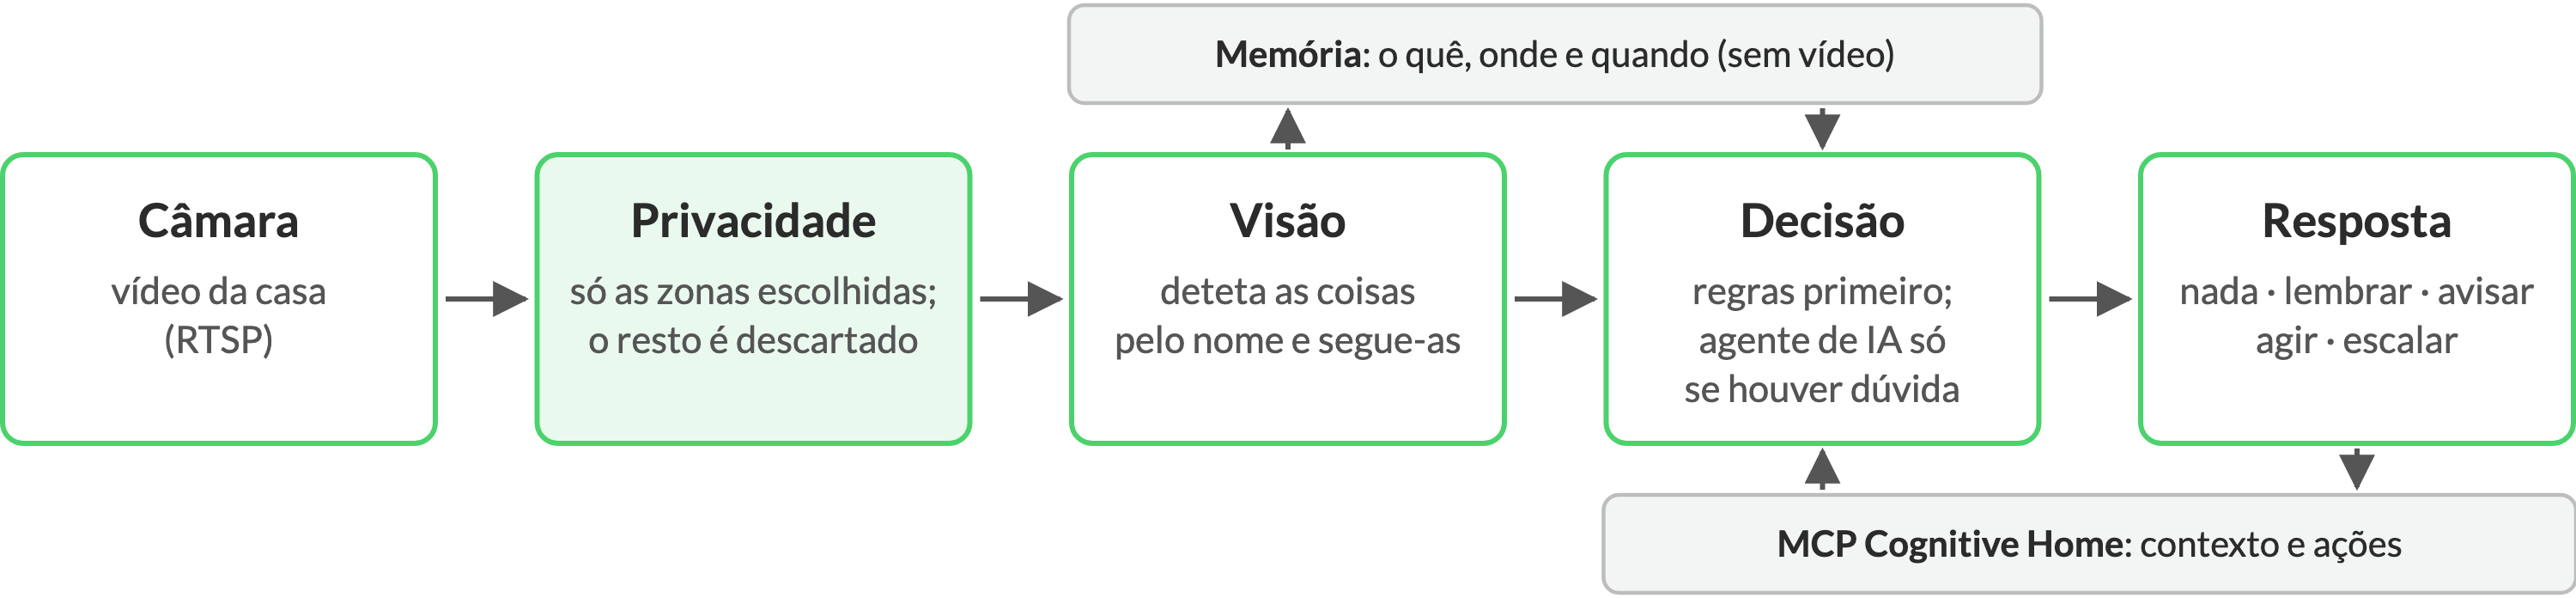 Memória: o quê, onde e quando (sem vídeo)
Câmara
vídeo da casa
(RTSP)
Privacidade
só as zonas escolhidas;
o resto é descartado
Visão
deteta as coisas
pelo nome e segue-as
Decisão
regras primeiro;
agente de IA só
se houver dúvida
Resposta
nada · lembrar · avisar
agir · escalar
MCP Cognitive Home: contexto e ações